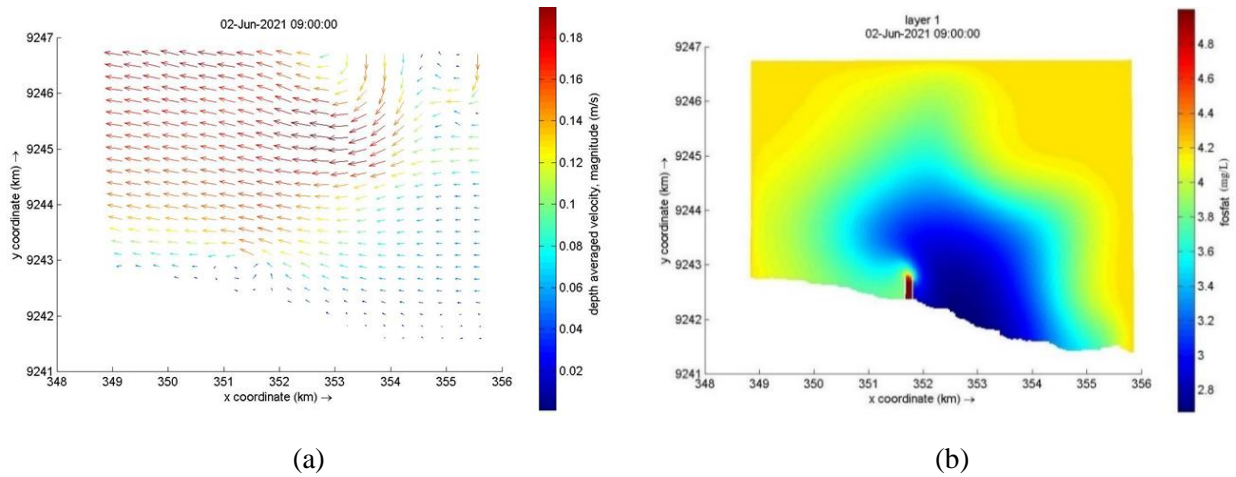 02-Jun-2021 09:00:00
9247
9246
9245
9244
9243
9242
9241
y coordinate (km) →
348 349 350 351 352 353 354 355 356
x coordinate (km) →
0.18
0.16
0.14
0.12
0.1
0.08
0.06
0.04
0.02
depth averaged velocity, magnitude (m/s)
(a)
layer 1
02-Jun-2021 09:00:00
9247
9246
9245
9244
9243
9242
9241
y coordinate (km) →
348 349 350 351 352 353 354 355 356
x coordinate (km) →
4.8
4.6
4.4
4.2
4
3.8
3.6
3.4
3.2
3
2.8
fosfat (mg/L)
(b)